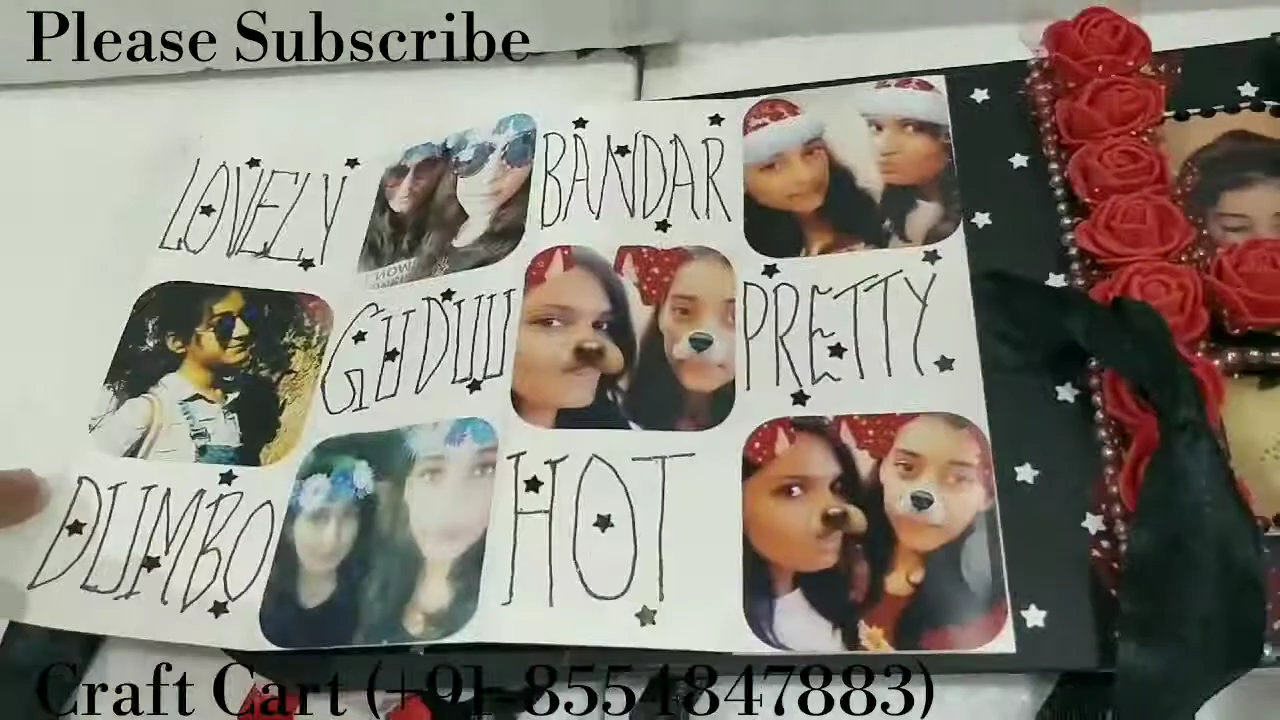 Please Subscribe
LOVELY
BANDAR
GUDUU
PRETTY
DUMBO
HOT
Craft Cart (+91-8554847883)